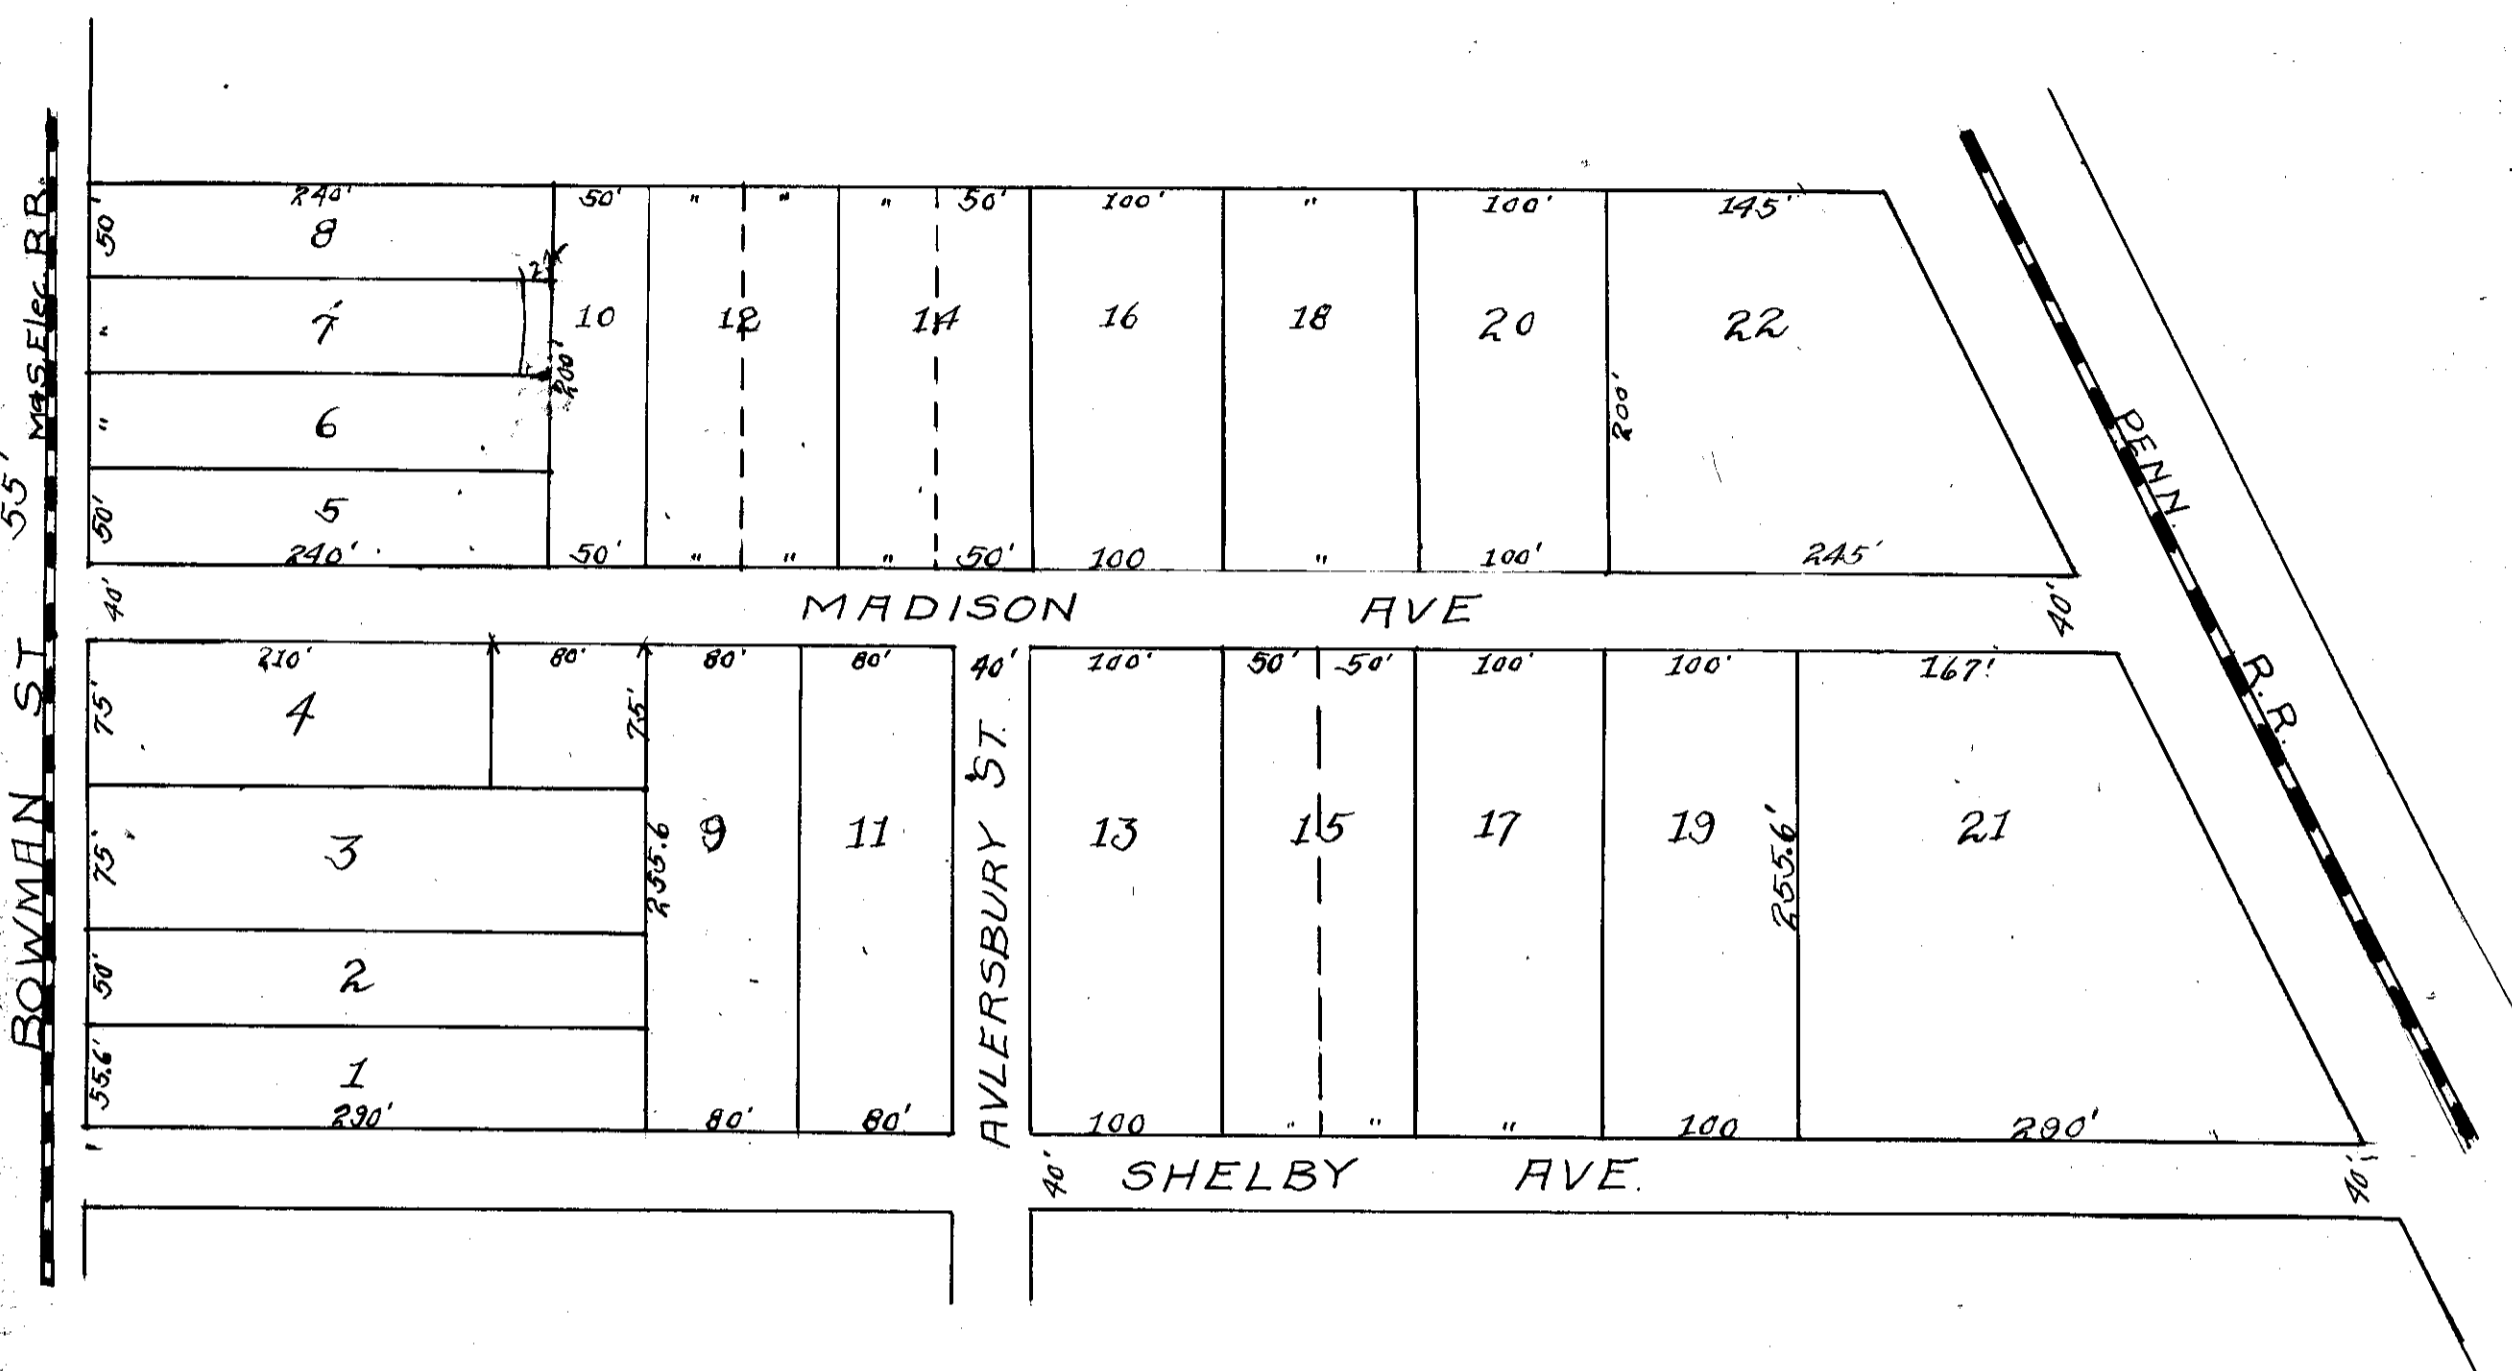 240' 50' " " " 50' 100' " 100' 145'
50' 8
" 7 10 12 14 16 18 20 22
200' 200'
" 6
50' 5
240' 50' " " " 50' 100 " 100' 245'
55'
Mas. Elec. R.R.
BOWMAN ST
40' MADISON AVE 40'
PENN. R.R.
210' 80' 80' 80' 40' 100' 50' 50' 100' 100' 167'
75' 4 75'
75' 3 255.6 9 11 13 15 17 19 255.6' 21
AVLERSBURY ST.
50' 2
55.6' 1
290' 80' 80' 100 " " " 100 290'
40' SHELBY AVE. 40'